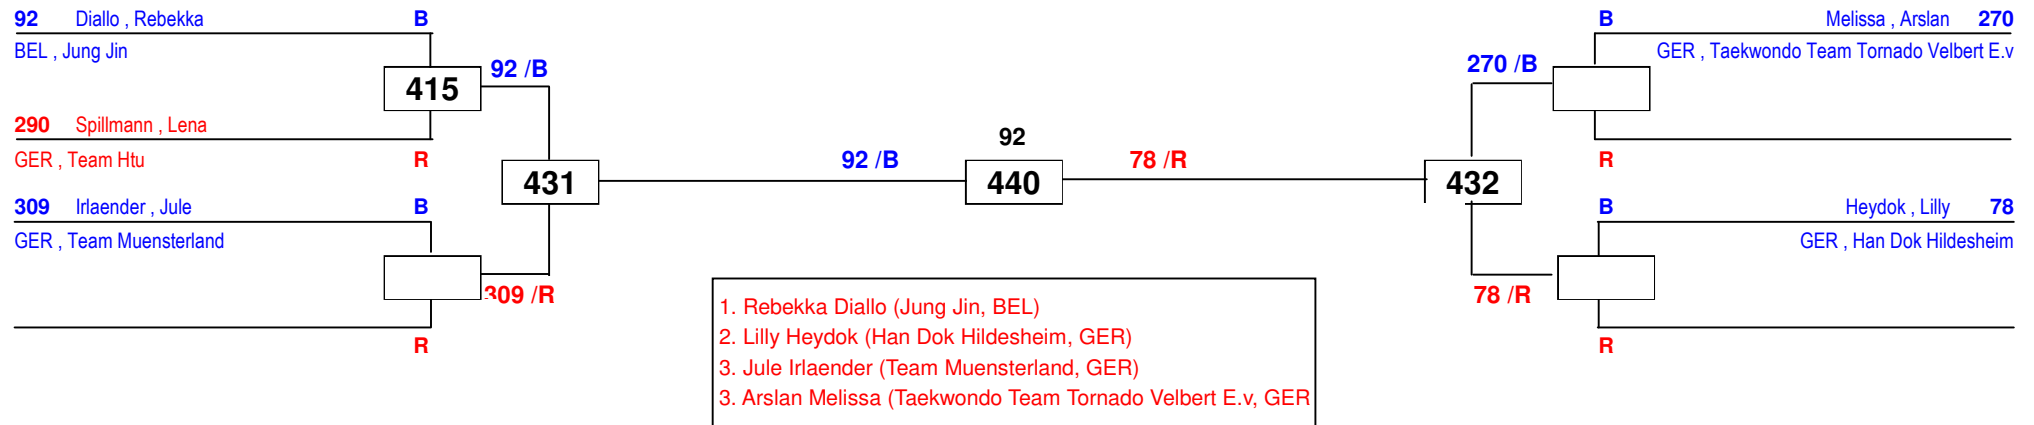 92 Diallo , Rebekka B
BEL , Jung Jin
415
92 /B
290 Spillmann , Lena
GER , Team Htu R
431
309 Irlaender , Jule B
GER , Team Muensterland
309 /R
R
92 /B
92
440
78 /R
B Melissa , Arslan 270
GER , Taekwondo Team Tornado Velbert E.v
270 /B
R
432
B Heydok , Lilly 78
GER , Han Dok Hildesheim
78 /R
R
1. Rebekka Diallo (Jung Jin, BEL)
2. Lilly Heydok (Han Dok Hildesheim, GER)
3. Jule Irlaender (Team Muensterland, GER)
3. Arslan Melissa (Taekwondo Team Tornado Velbert E.v, GER